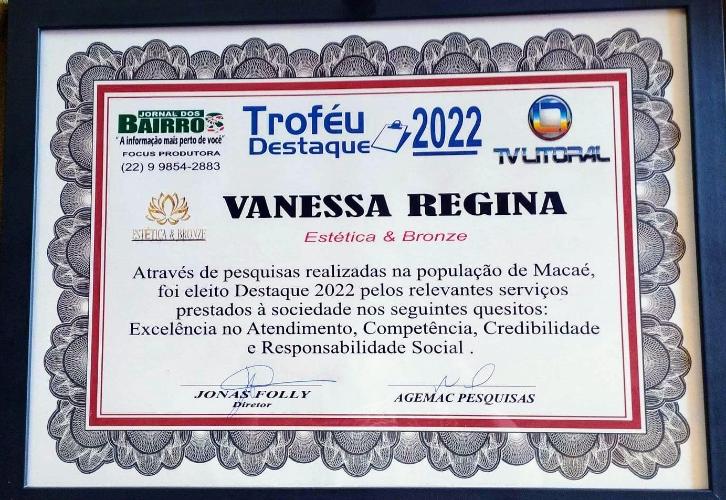 JORNAL DOS
BAIRROS
"A informação mais perto de você"
FOCUS PRODUTORA
(22) 9 9854-2883
Troféu
Destaque 2022
TV LITORAL
ESTÉTICA & BRONZE
VANESSA REGINA
Estética & Bronze
Através de pesquisas realizadas na população de Macaé,
foi eleito Destaque 2022 pelos relevantes serviços
prestados à sociedade nos seguintes quesitos:
Excelência no Atendimento, Competência, Credibilidade
e Responsabilidade Social .
JONAS FOLLY
Diretor
AGEMAC PESQUISAS